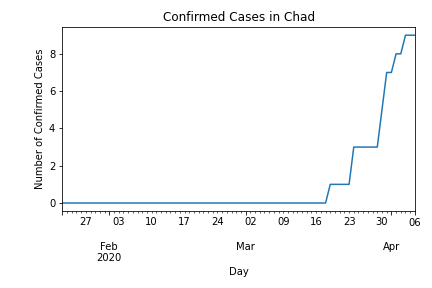 Confirmed Cases in Chad
Number of Confirmed Cases
8
6
4
2
0
27 03 10 17 24 02 09 16 23 30 06
Feb Mar Apr
2020
Day